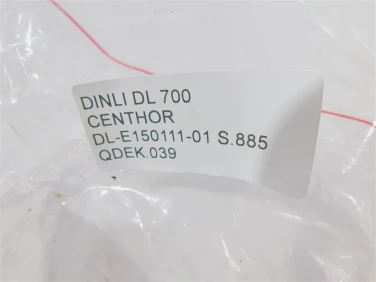 DINLI DL 700
CENTHOR
DL-E150111-01 S.885
QDEK.039